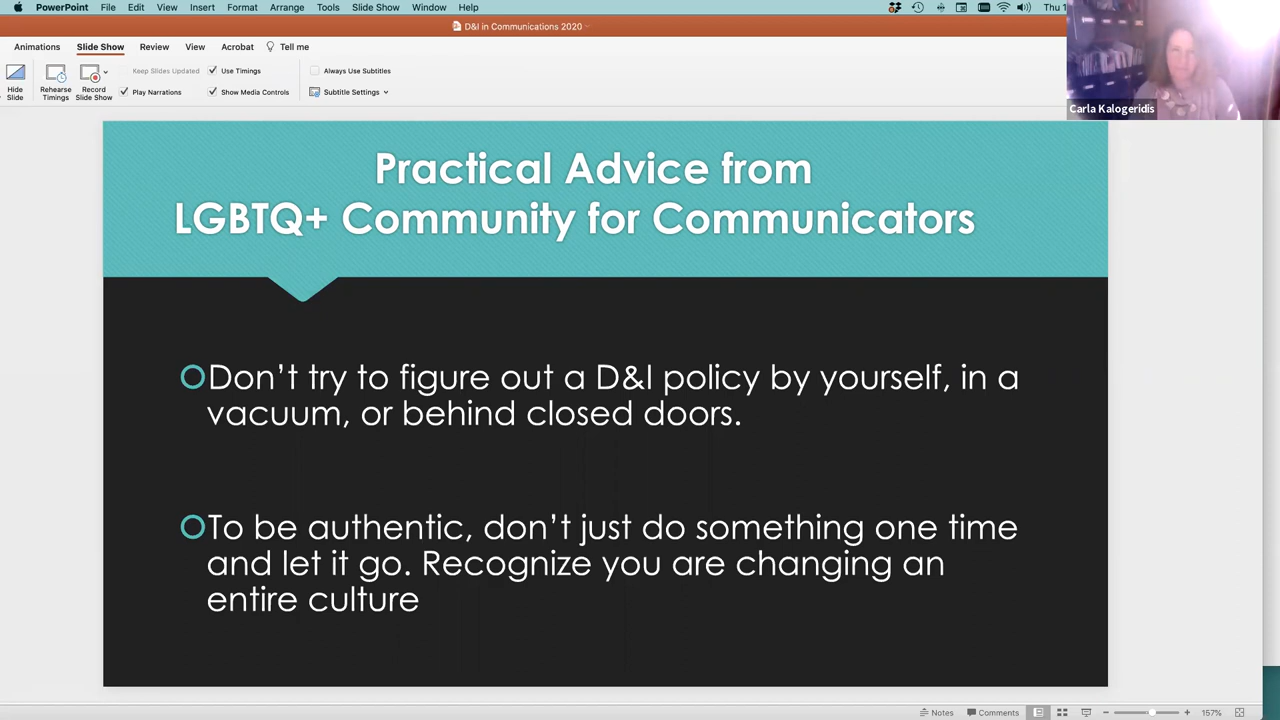 PowerPoint File Edit View Insert Format Arrange Tools Slide Show Window Help Thu 1
D&I in Communications 2020
Animations Slide Show Review View Acrobat Tell me
Keep Slides Updated Use Timings Always Use Subtitles
Hide Slide Rehearse Timings Record Slide Show Play Narrations Show Media Controls Subtitle Settings
Carla Kalogeridis
Practical Advice from
LGBTQ+ Community for Communicators
Don't try to figure out a D&I policy by yourself, in a
vacuum, or behind closed doors.
To be authentic, don't just do something one time
and let it go. Recognize you are changing an
entire culture
Notes Comments 157%